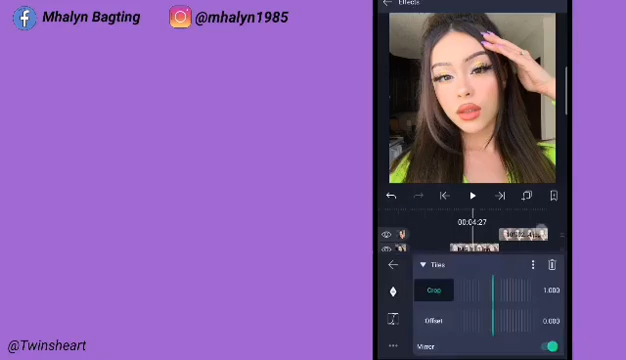 Mhalyn Bagting
@mhalyn1985
Effects
00:04:27
Tiles
Crop
1.000
Offset
0.000
Mirror
@Twinsheart